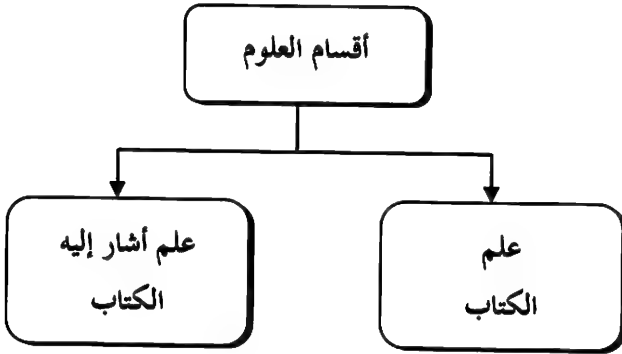 أقسام العلوم
علم
الكتاب
علم أشار إليه
الكتاب